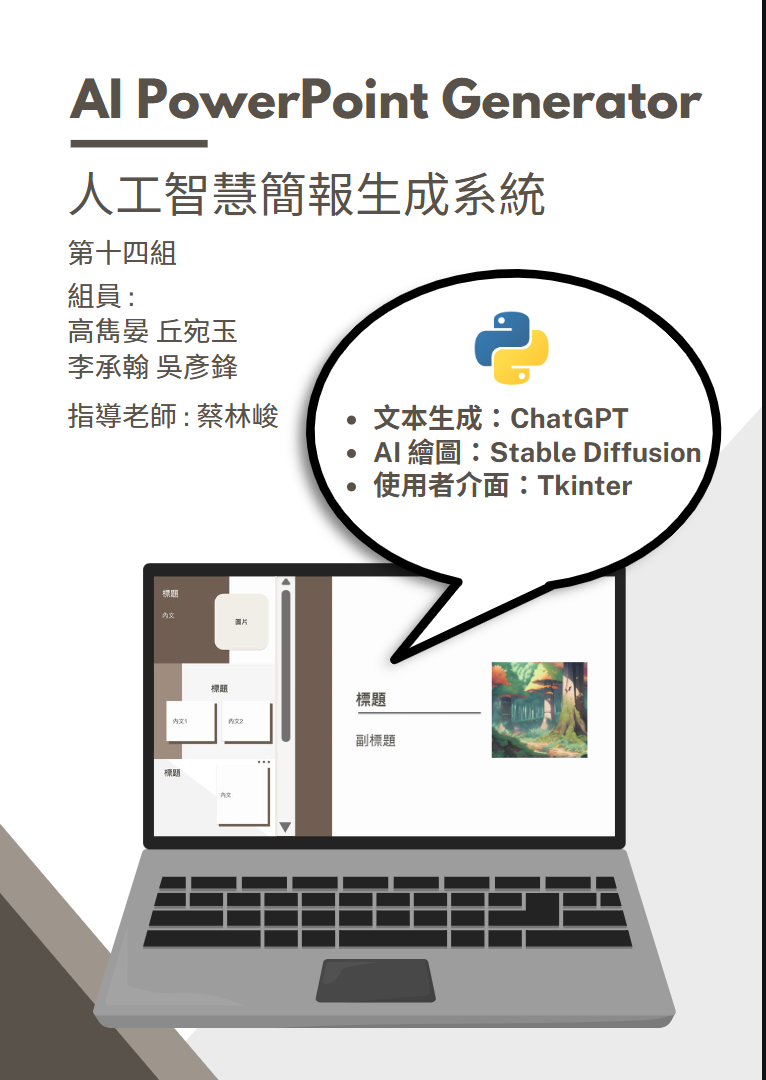 AI PowerPoint Generator
人工智慧簡報生成系統
第十四組
組員 :
高雋晏 丘宛玉
李承翰 吳彥鋒
指導老師 : 蔡林峻
• 文本生成：ChatGPT
• AI 繪圖：Stable Diffusion
• 使用者介面：Tkinter
標題
內文
圖片
標題
內文1 內文2
標題
內文
標題
副標題